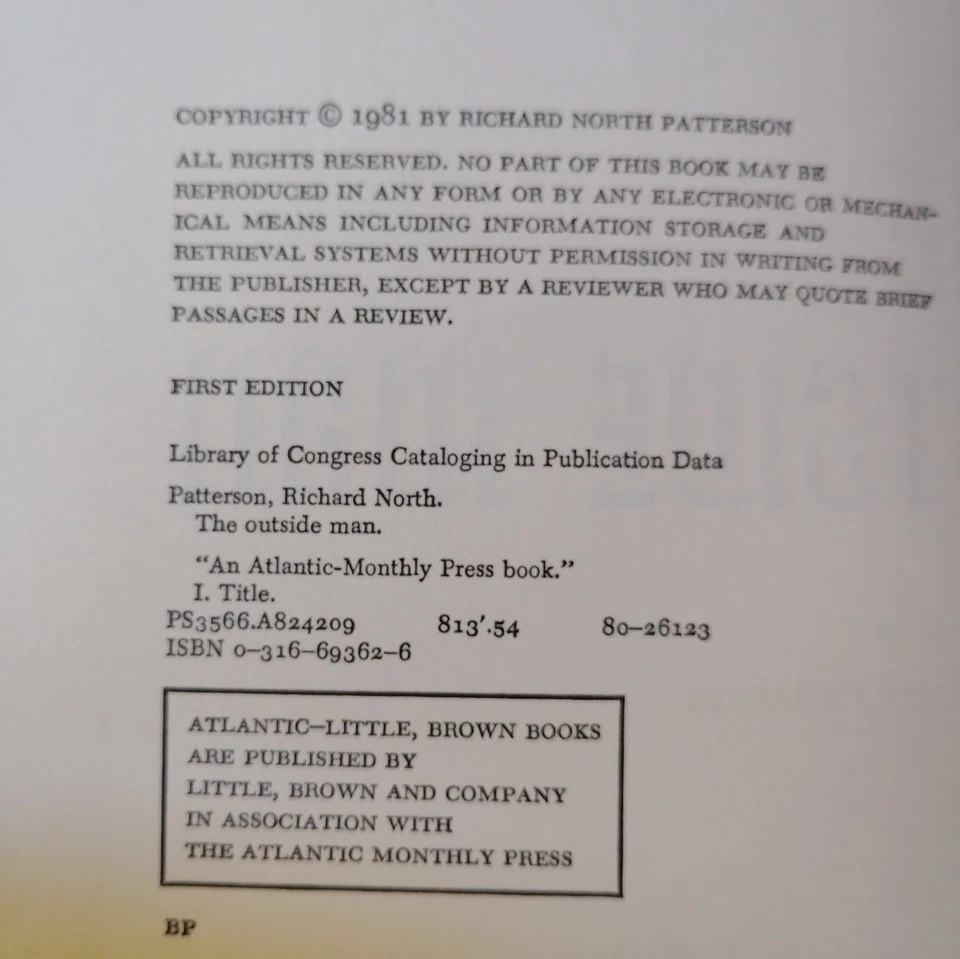 COPYRIGHT © 1981 BY RICHARD NORTH PATTERSON
ALL RIGHTS RESERVED. NO PART OF THIS BOOK MAY BE
REPRODUCED IN ANY FORM OR BY ANY ELECTRONIC OR MECHAN-
ICAL MEANS INCLUDING INFORMATION STORAGE AND
RETRIEVAL SYSTEMS WITHOUT PERMISSION IN WRITING FROM
THE PUBLISHER, EXCEPT BY A REVIEWER WHO MAY QUOTE BRIEF
PASSAGES IN A REVIEW.
FIRST EDITION
Library of Congress Cataloging in Publication Data
Patterson, Richard North.
The outside man.
“An Atlantic-Monthly Press book.”
I. Title.
PS3566.A824209 813′.54 80–26123
ISBN 0–316–69362–6
ATLANTIC–LITTLE, BROWN BOOKS
ARE PUBLISHED BY
LITTLE, BROWN AND COMPANY
IN ASSOCIATION WITH
THE ATLANTIC MONTHLY PRESS
BP